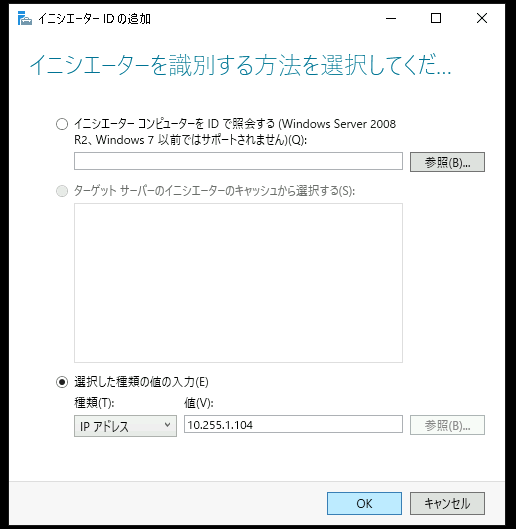 イニシエーター ID の追加
イニシエーターを識別する方法を選択してくだ...
イニシエーター コンピューターを ID で照会する (Windows Server 2008
R2、Windows 7 以前ではサポートされません)(Q):
参照(B)...
ターゲット サーバーのイニシエーターのキャッシュから選択する(S):
選択した種類の値の入力(E)
種類(T):
値(V):
IP アドレス
10.255.1.104
参照(B)...
OK
キャンセル